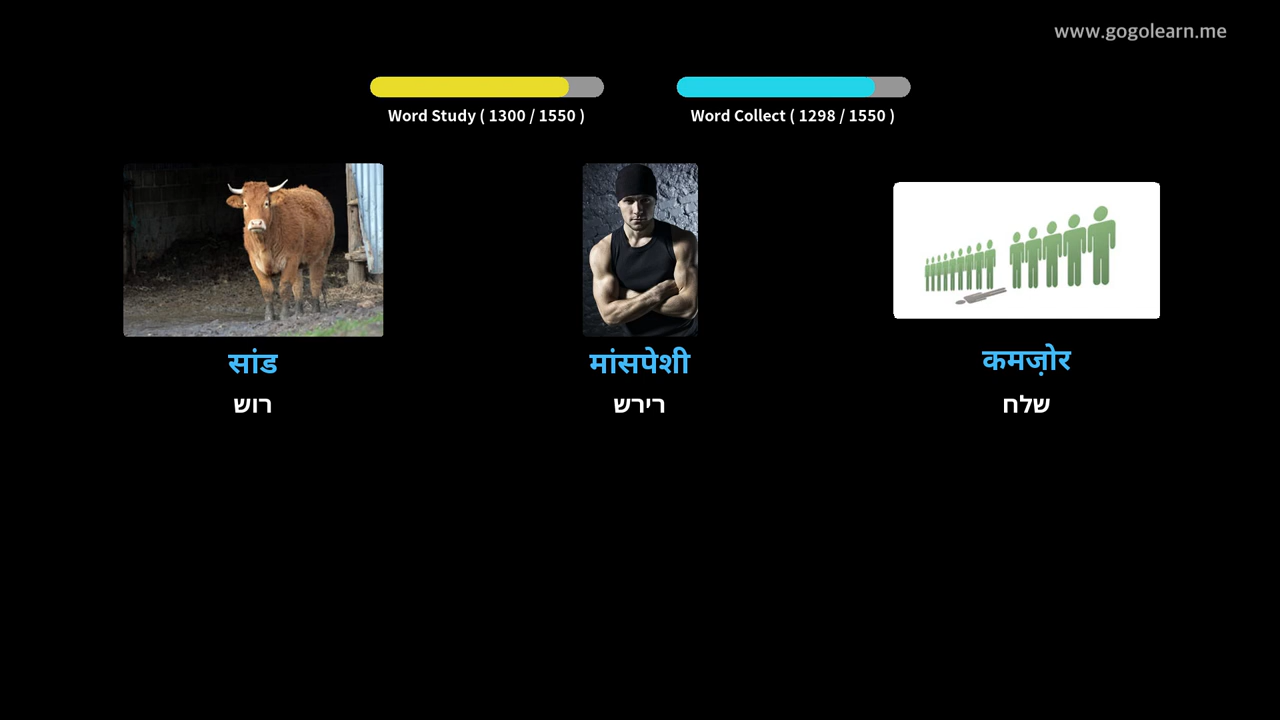 www.gogolearn.me
Word Study ( 1300 / 1550 )
Word Collect ( 1298 / 1550 )
सांड
मांसपेशी
कमज़ोर
רוש
רירש
שלח